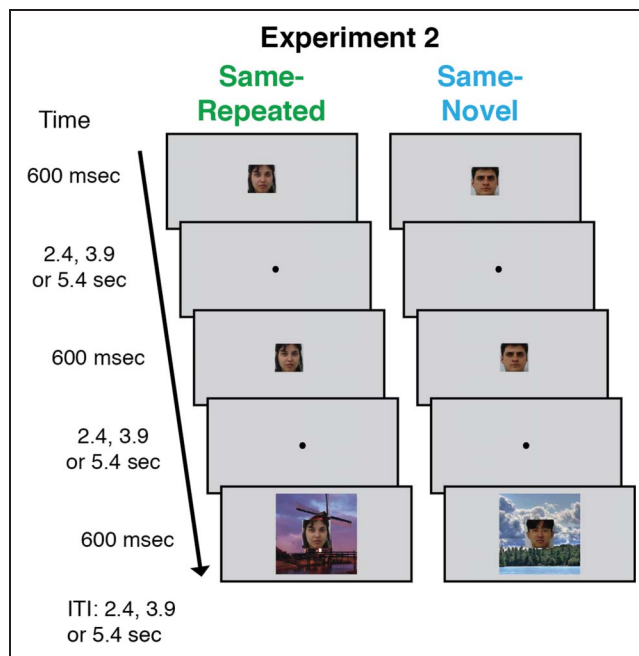 Experiment 2
Same-
Repeated
Same-
Novel
Time
600 msec
2.4, 3.9
or 5.4 sec
600 msec
2.4, 3.9
or 5.4 sec
600 msec
ITI: 2.4, 3.9
or 5.4 sec